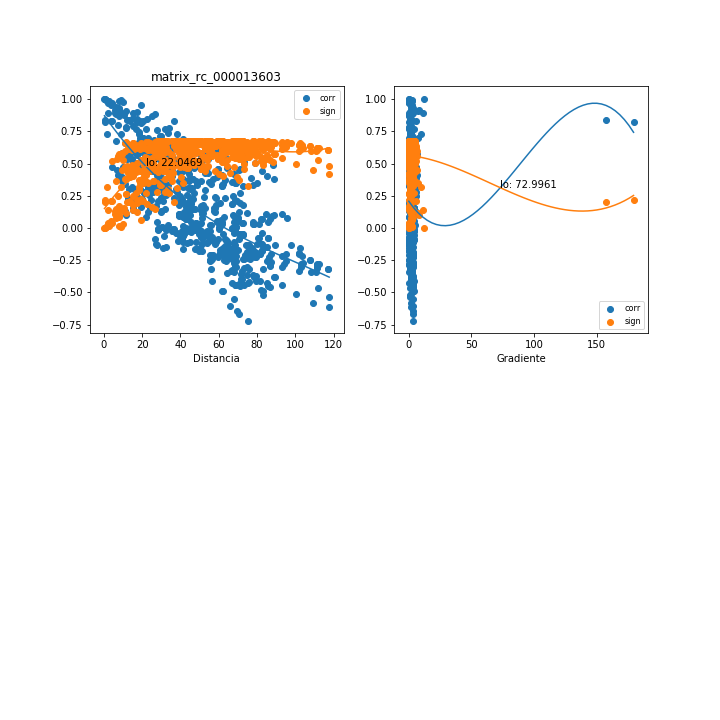 matrix_rc_000013603
1.00
0.75
0.50
0.25
0.00
−0.25
−0.50
−0.75
0 20 40 60 80 100 120
Distancia
corr
sign
lo: 22.0469
1.00
0.75
0.50
0.25
0.00
−0.25
−0.50
−0.75
0 50 100 150
Gradiente
lo: 72.9961
corr
sign